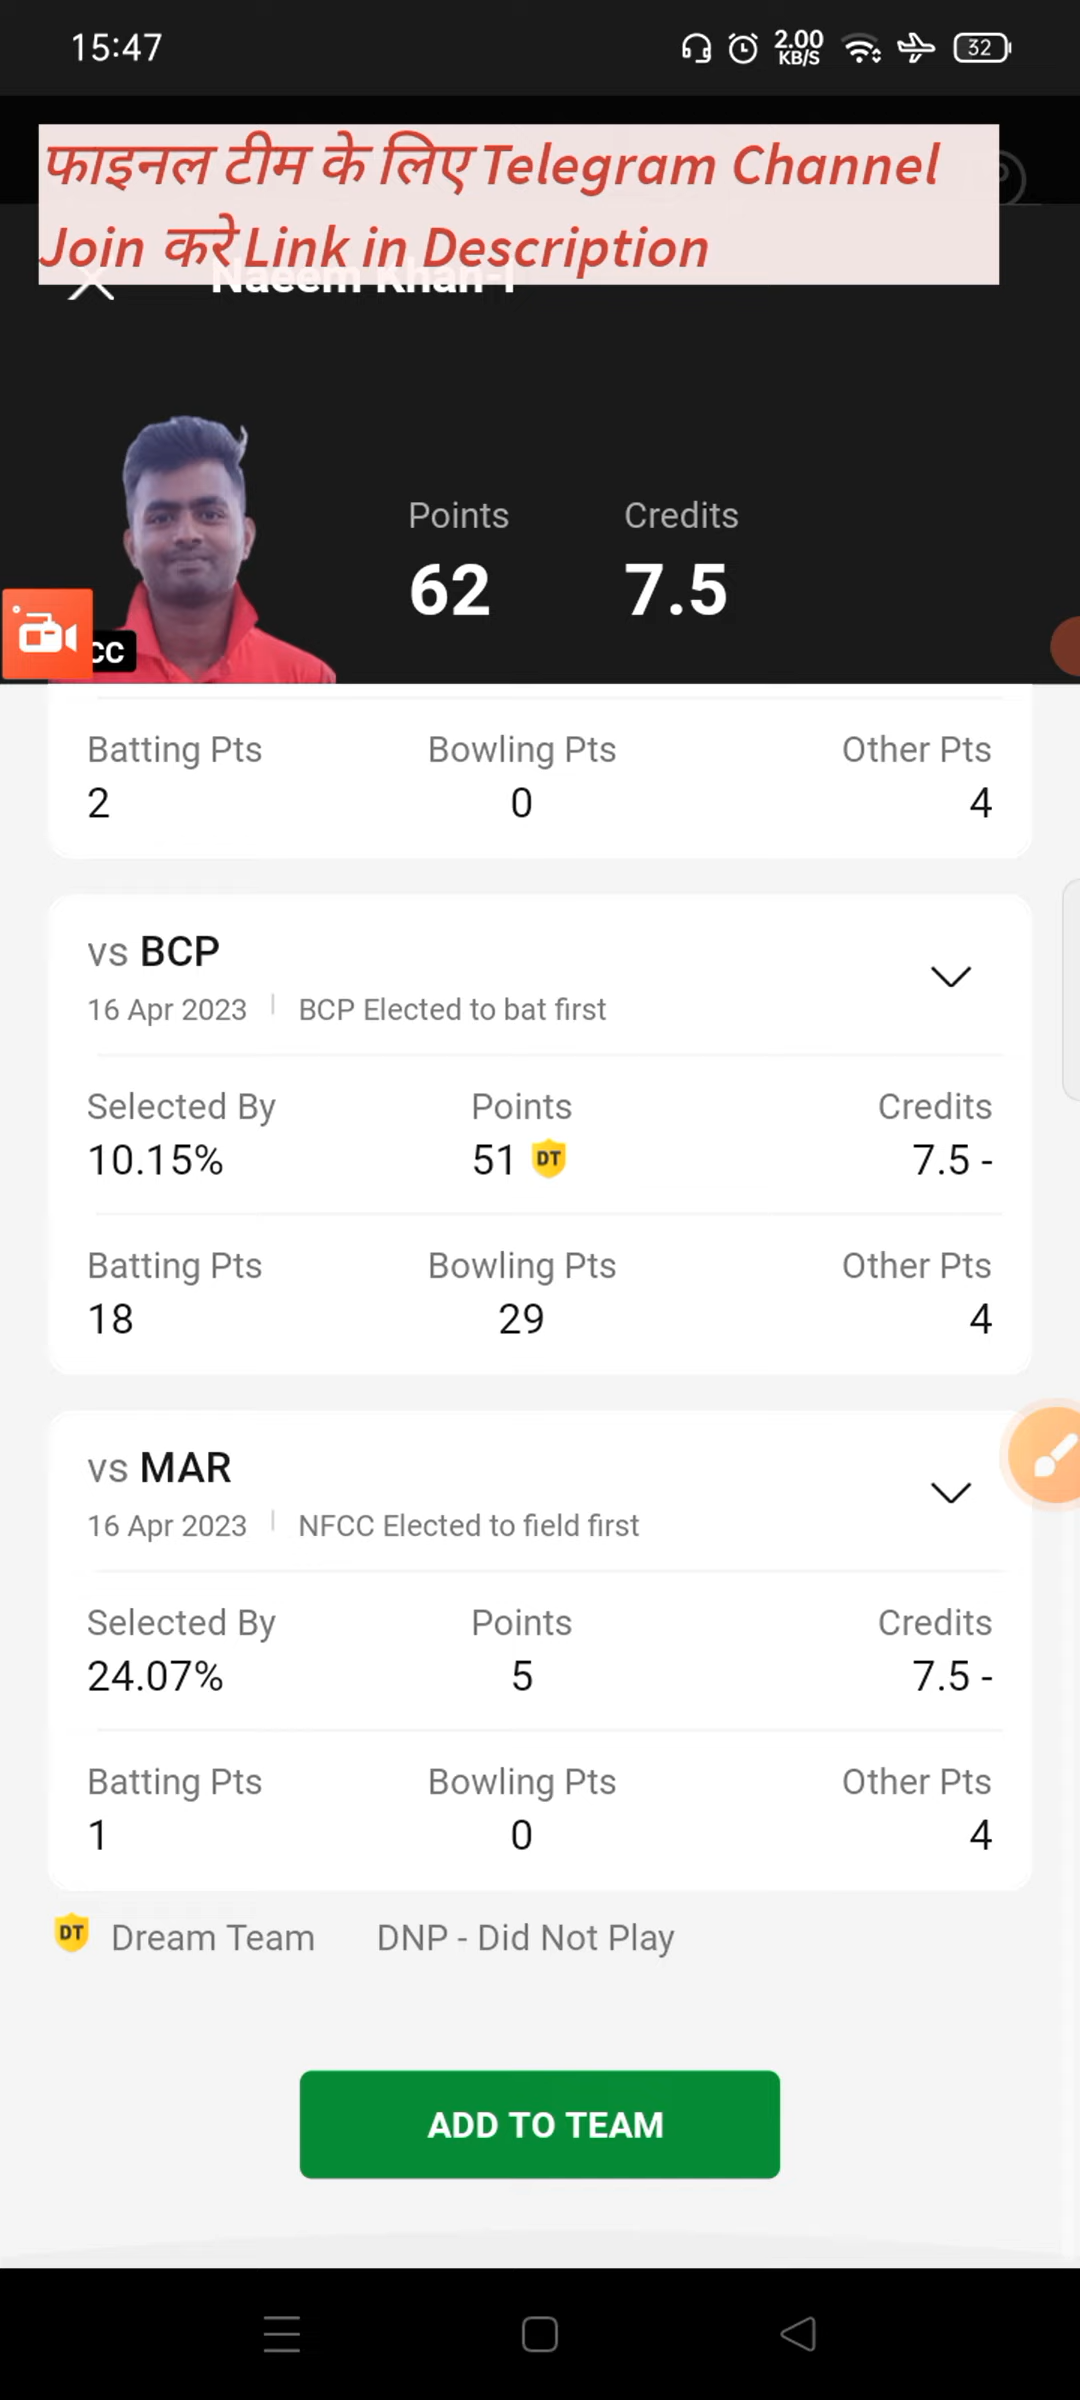 15:47
2.00
KB/S
32
फाइनल टीम के लिए Telegram Channel
Join करे Link in Description
Naeem Khan-I
Points
Credits
62
7.5
CC
Batting Pts
Bowling Pts
Other Pts
2
0
4
vs BCP
16 Apr 2023
BCP Elected to bat first
Selected By
Points
Credits
10.15%
51 DT
7.5 -
Batting Pts
Bowling Pts
Other Pts
18
29
4
vs MAR
16 Apr 2023
NFCC Elected to field first
Selected By
Points
Credits
24.07%
5
7.5 -
Batting Pts
Bowling Pts
Other Pts
1
0
4
DT Dream Team
DNP - Did Not Play
ADD TO TEAM